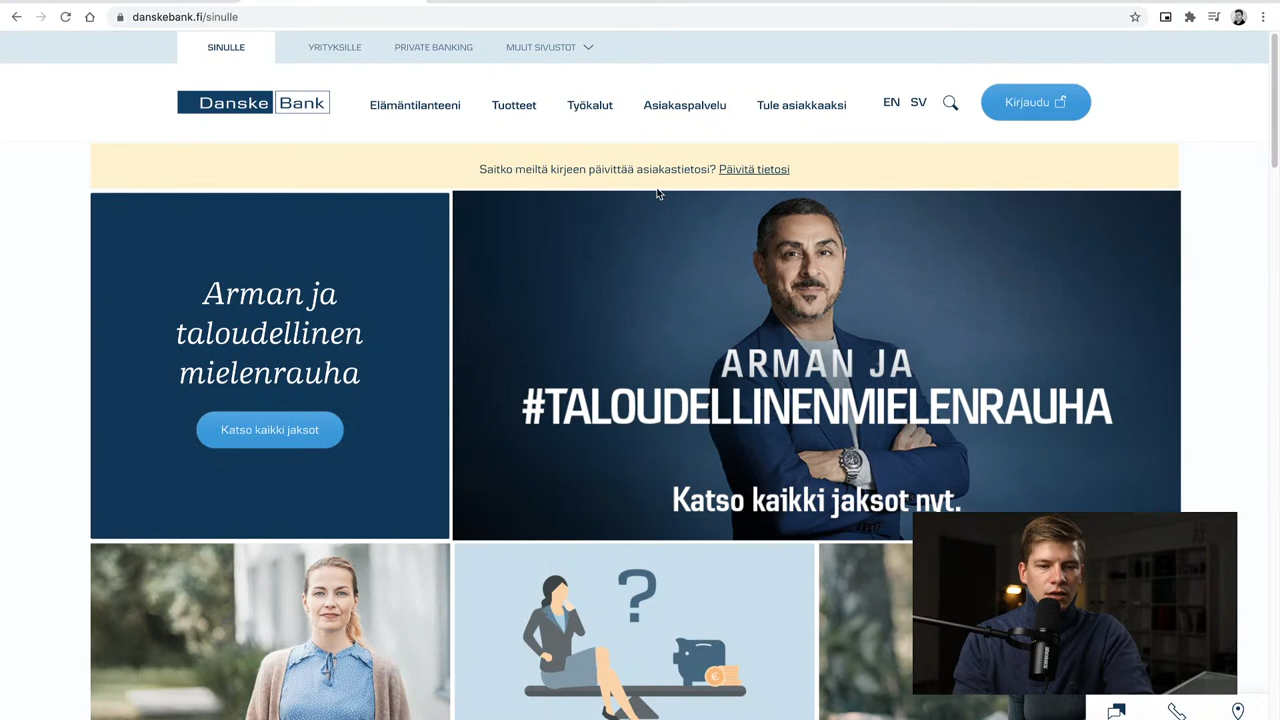 danskebank.fi/sinulle
SINULLE
YRITYKSILLE
PRIVATE BANKING
MUUT SIVUSTOT
Danske Bank
Elämäntilanteeni
Tuotteet
Työkalut
Asiakaspalvelu
Tule asiakkaaksi
EN
SV
Kirjaudu
Saitko meiltä kirjeen päivittää asiakastietosi? Päivitä tietosi
Arman ja
taloudellinen
mielenrauha
Katso kaikki jaksot
ARMAN JA
#TALOUDELLINENMIELENRAUHA
Katso kaikki jaksot nyt.
?
€